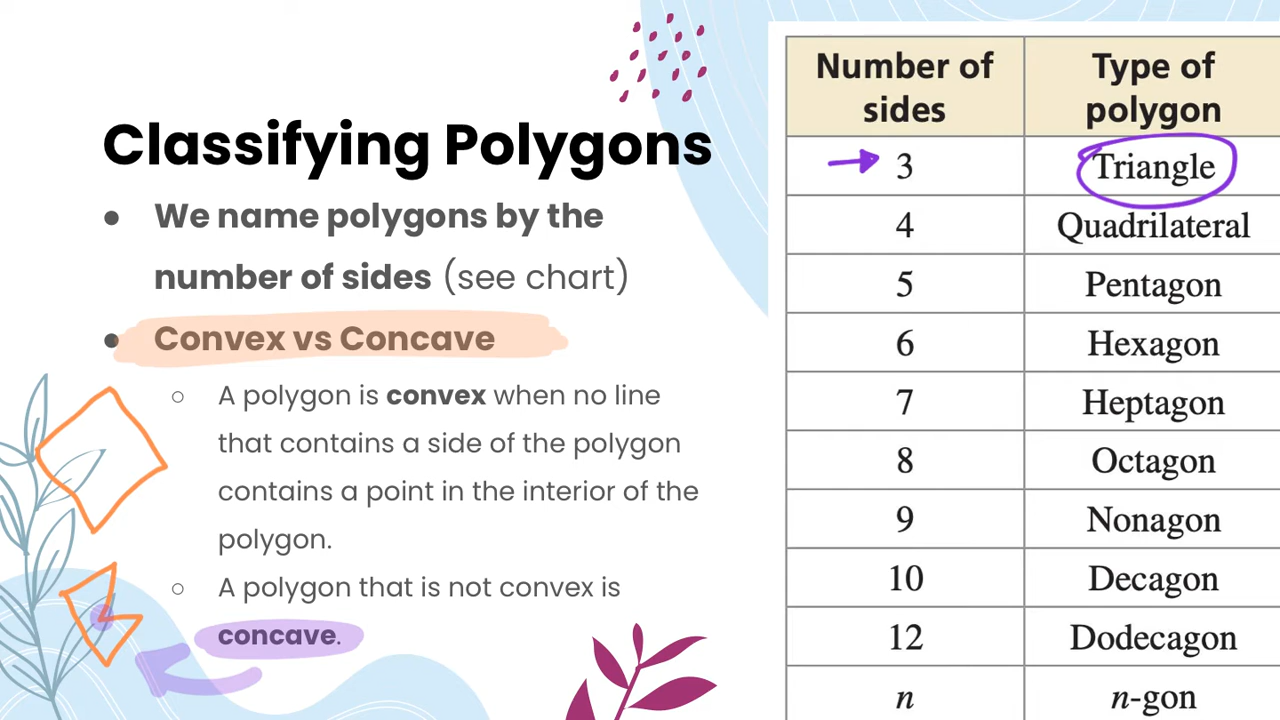 Classifying Polygons
● We name polygons by the
number of sides (see chart)
● Convex vs Concave
○ A polygon is convex when no line
that contains a side of the polygon
contains a point in the interior of the
polygon.
○ A polygon that is not convex is
concave.
Number of sides Type of polygon
3 Triangle
4 Quadrilateral
5 Pentagon
6 Hexagon
7 Heptagon
8 Octagon
9 Nonagon
10 Decagon
12 Dodecagon
n n-gon